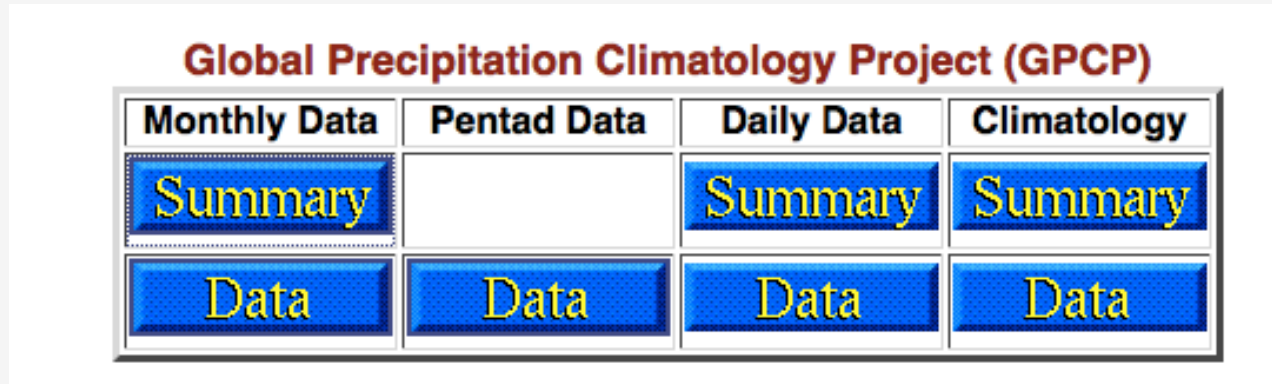 Global Precipitation Climatology Project (GPCP)
Monthly Data Pentad Data Daily Data Climatology
Summary Summary Summary
Data Data Data Data